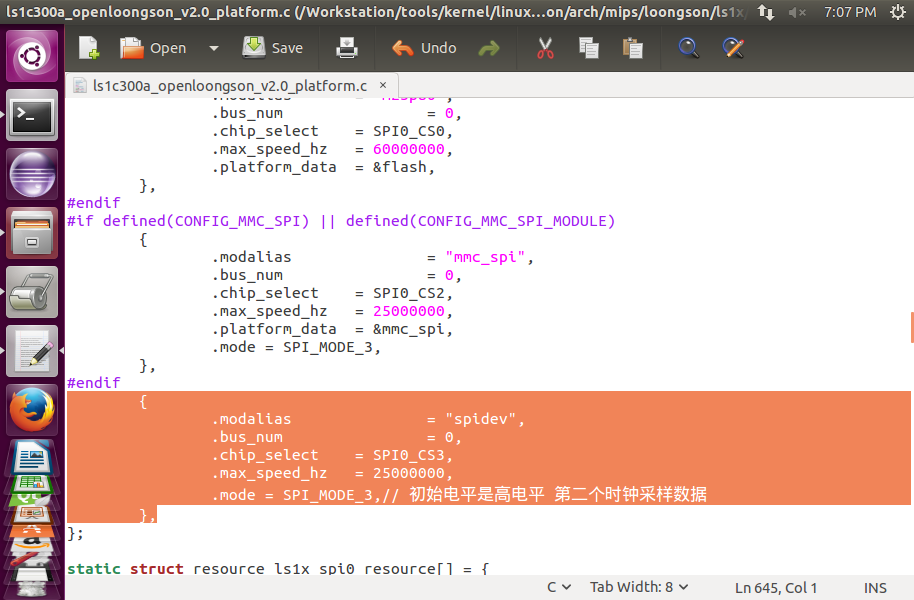 ls1c300a_openloongson_v2.0_platform.c (/Workstation/tools/kernel/linux...on/arch/mips/loongson/ls1x
7:07 PM
Open
Save
Undo
ls1c300a_openloongson_v2.0_platform.c ×
.modalias = "m25p80",
.bus_num = 0,
.chip_select = SPI0_CS0,
.max_speed_hz = 60000000,
.platform_data = &flash,
},
#endif
#if defined(CONFIG_MMC_SPI) || defined(CONFIG_MMC_SPI_MODULE)
{
.modalias = "mmc_spi",
.bus_num = 0,
.chip_select = SPI0_CS2,
.max_speed_hz = 25000000,
.platform_data = &mmc_spi,
.mode = SPI_MODE_3,
},
#endif
{
.modalias = "spidev",
.bus_num = 0,
.chip_select = SPI0_CS3,
.max_speed_hz = 25000000,
.mode = SPI_MODE_3,// 初始电平是高电平 第二个时钟采样数据
},
};
static struct resource ls1x_spi0_resource[] = {
C
Tab Width: 8
Ln 645, Col 1
INS